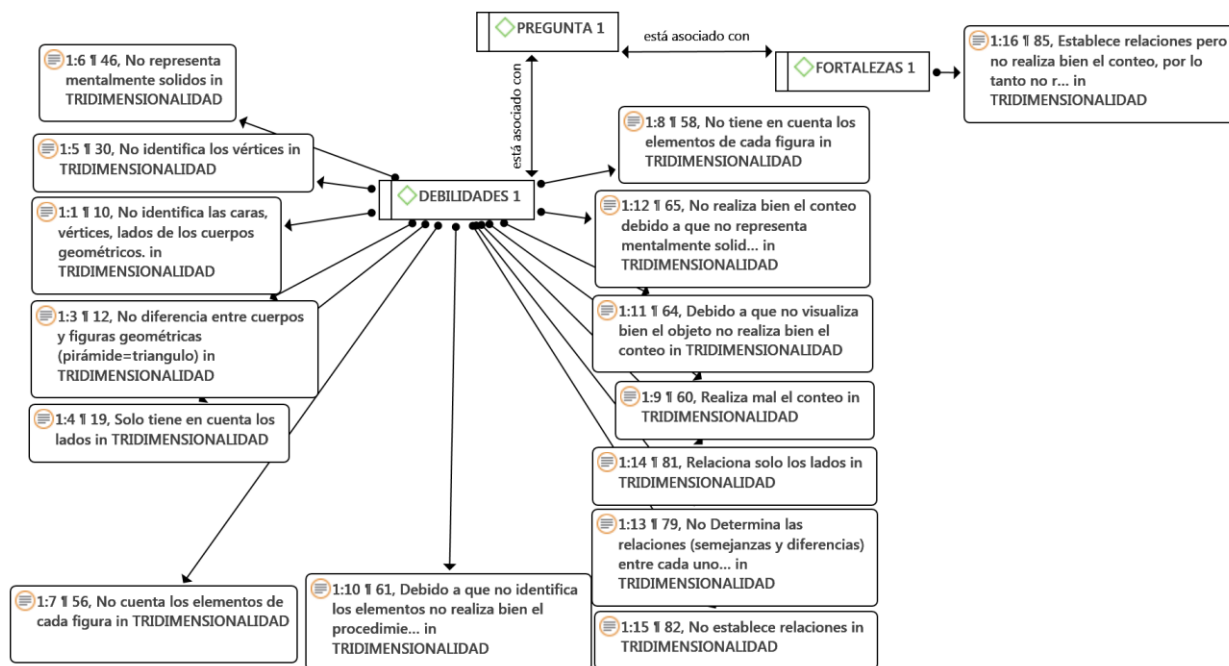 PREGUNTA 1
está asociado con
FORTALEZAS 1
1:16 ¶ 85, Establece relaciones pero
no realiza bien el conteo, por lo
tanto no r... in
TRIDIMENSIONALIDAD
está asociado con
DEBILIDADES 1
1:6 ¶ 46, No representa
mentalmente solidos in
TRIDIMENSIONALIDAD
1:5 ¶ 30, No identifica los vértices in
TRIDIMENSIONALIDAD
1:1 ¶ 10, No identifica las caras,
vértices, lados de los cuerpos
geométricos. in
TRIDIMENSIONALIDAD
1:3 ¶ 12, No diferencia entre cuerpos
y figuras geométricas
(pirámide=triangulo) in
TRIDIMENSIONALIDAD
1:4 ¶ 19, Solo tiene en cuenta los
lados in TRIDIMENSIONALIDAD
1:7 ¶ 56, No cuenta los elementos de
cada figura in TRIDIMENSIONALIDAD
1:10 ¶ 61, Debido a que no identifica
los elementos no realiza bien el
procedimie... in
TRIDIMENSIONALIDAD
1:8 ¶ 58, No tiene en cuenta los
elementos de cada figura in
TRIDIMENSIONALIDAD
1:12 ¶ 65, No realiza bien el conteo
debido a que no representa
mentalmente solid... in
TRIDIMENSIONALIDAD
1:11 ¶ 64, Debido a que no visualiza
bien el objeto no realiza bien el
conteo in TRIDIMENSIONALIDAD
1:9 ¶ 60, Realiza mal el conteo in
TRIDIMENSIONALIDAD
1:14 ¶ 81, Relaciona solo los lados in
TRIDIMENSIONALIDAD
1:13 ¶ 79, No Determina las
relaciones (semejanzas y diferencias)
entre cada uno... in
TRIDIMENSIONALIDAD
1:15 ¶ 82, No establece relaciones in
TRIDIMENSIONALIDAD